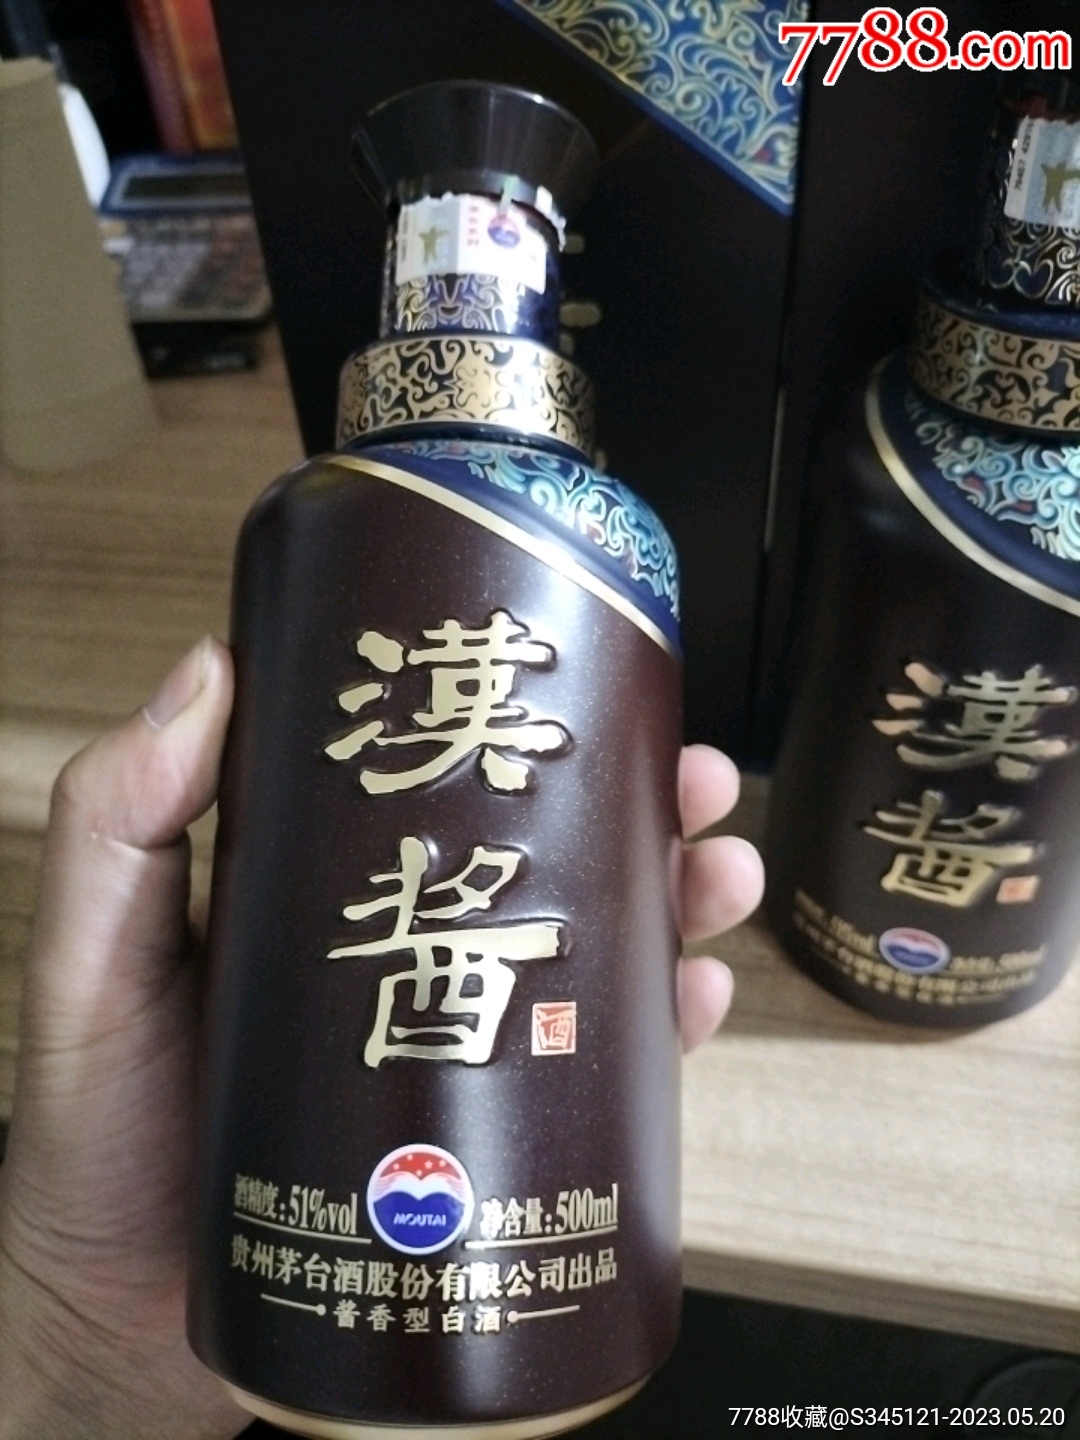 7788.com
漢
酱
酒
MOUTAI
酒精度:51%vol 净含量:500ml
贵州茅台酒股份有限公司出品
酱香型白酒
漢
酱
7788收藏@S345121-2023.05.20